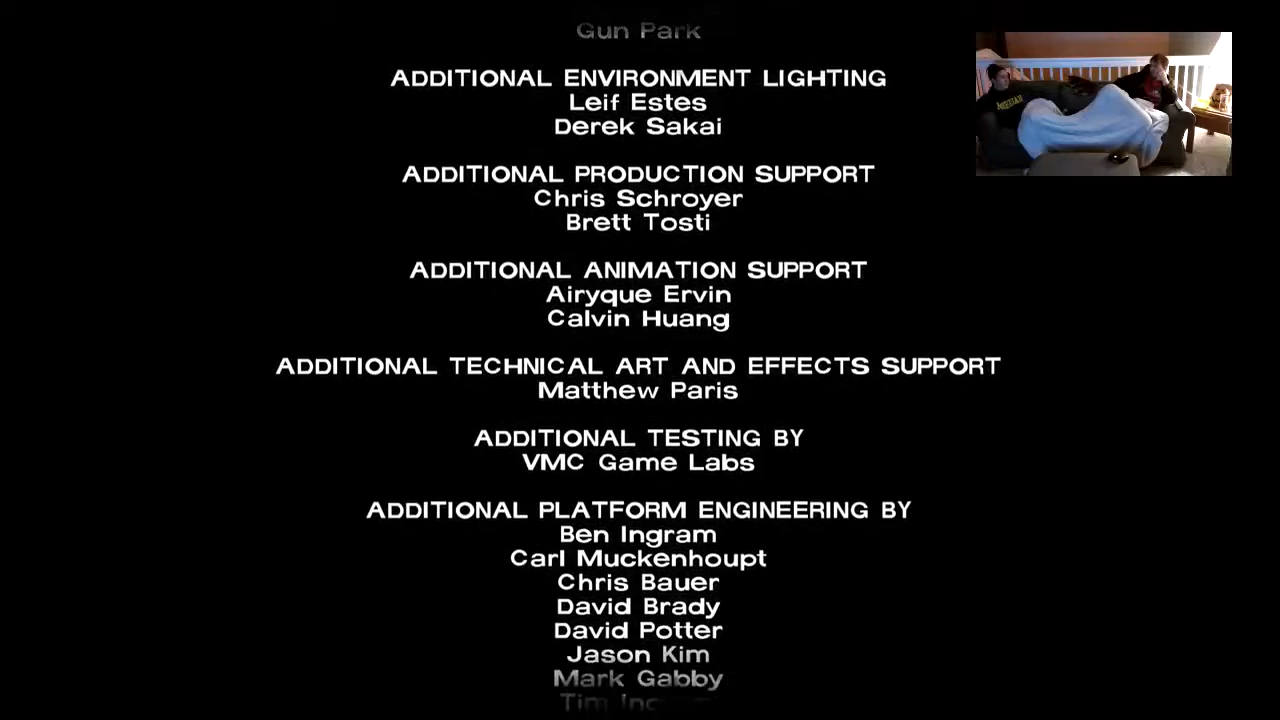 Gun Park
ADDITIONAL ENVIRONMENT LIGHTING
Leif Estes
Derek Sakai
ADDITIONAL PRODUCTION SUPPORT
Chris Schroyer
Brett Tosti
ADDITIONAL ANIMATION SUPPORT
Airyque Ervin
Calvin Huang
ADDITIONAL TECHNICAL ART AND EFFECTS SUPPORT
Matthew Paris
ADDITIONAL TESTING BY
VMC Game Labs
ADDITIONAL PLATFORM ENGINEERING BY
Ben Ingram
Carl Muckenhoupt
Chris Bauer
David Brady
David Potter
Jason Kim
Mark Gabby
Tim